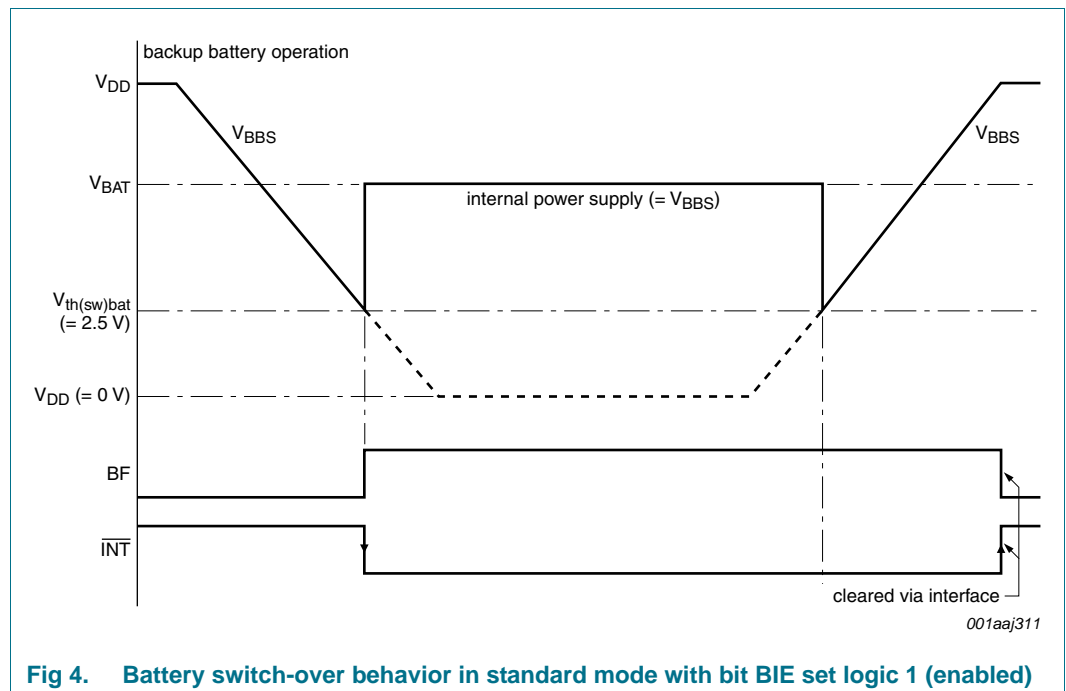 backup battery operation
VDD
VBBS
VBBS
VBAT
internal power supply (= VBBS)
Vth(sw)bat
(= 2.5 V)
VDD (= 0 V)
BF
INT
cleared via interface
001aaj311
Fig 4. Battery switch-over behavior in standard mode with bit BIE set logic 1 (enabled)